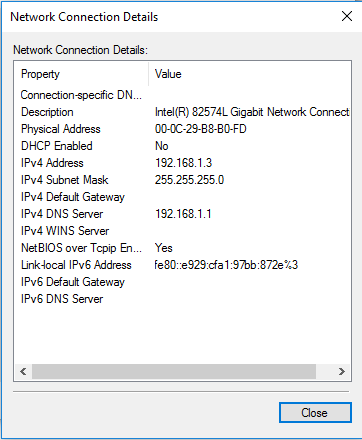 Network Connection Details
Network Connection Details:
Property Value
Connection-specific DN...
Description Intel(R) 82574L Gigabit Network Connect
Physical Address 00-0C-29-B8-B0-FD
DHCP Enabled No
IPv4 Address 192.168.1.3
IPv4 Subnet Mask 255.255.255.0
IPv4 Default Gateway
IPv4 DNS Server 192.168.1.1
IPv4 WINS Server
NetBIOS over Tcpip En... Yes
Link-local IPv6 Address fe80::e929:cfa1:97bb:872e%3
IPv6 Default Gateway
IPv6 DNS Server
Close